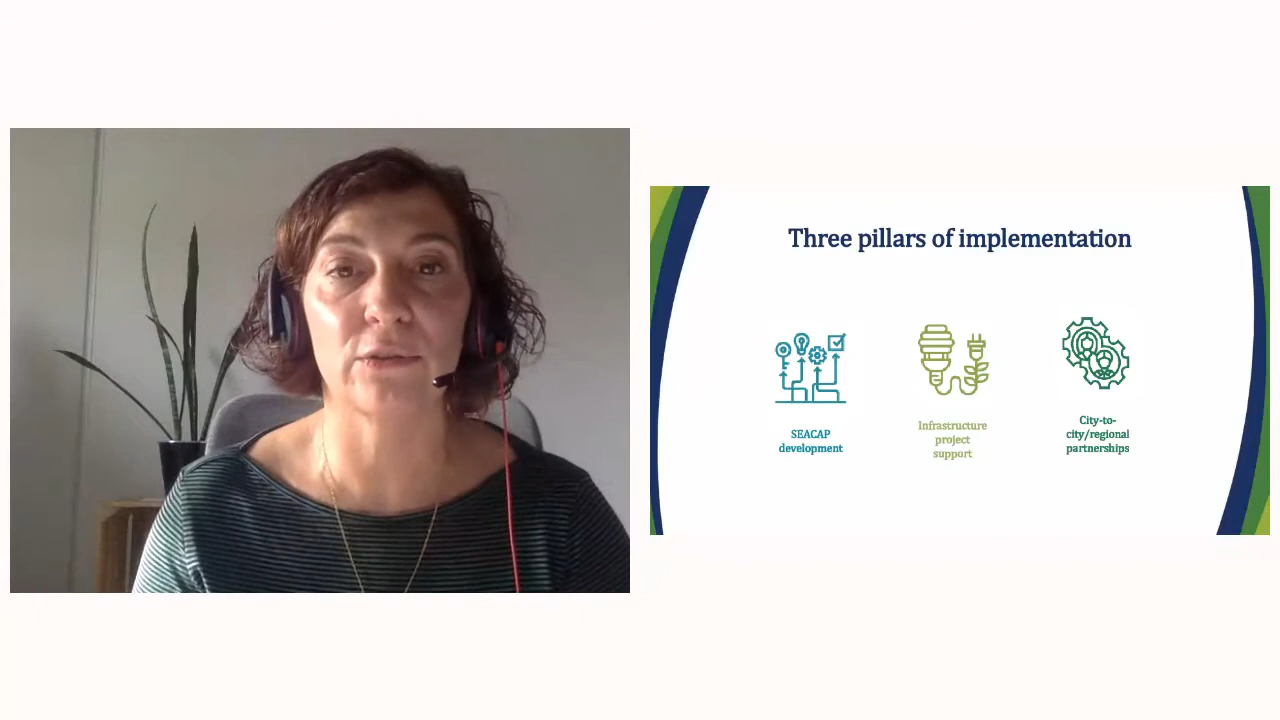 Three pillars of implementation
SEACAP
development
Infrastructure
project
support
City-to-
city/regional
partnerships